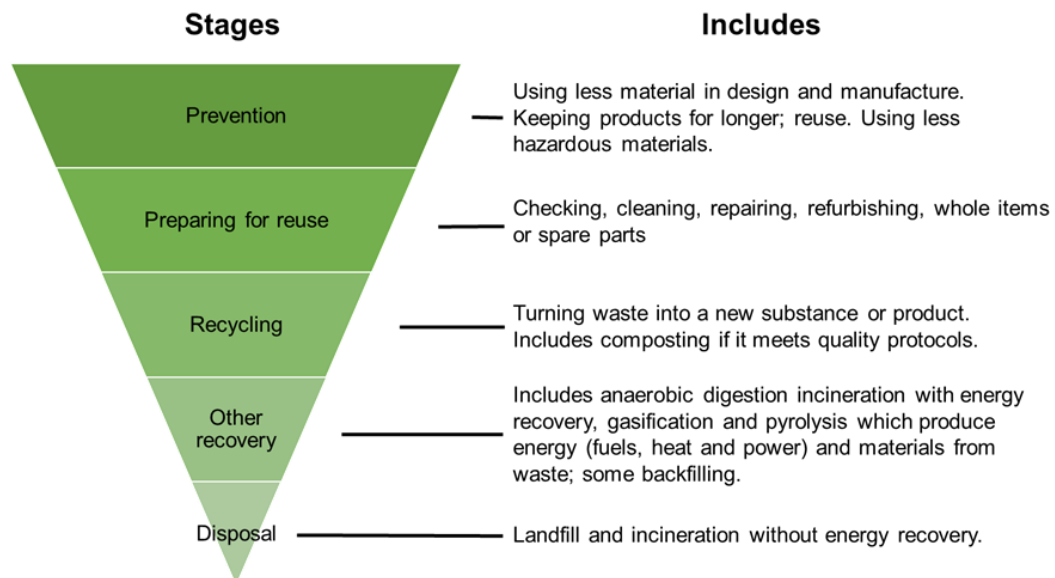 Stages
Includes
Prevention
Using less material in design and manufacture.
Keeping products for longer; reuse. Using less
hazardous materials.
Preparing for reuse
Checking, cleaning, repairing, refurbishing, whole items
or spare parts
Recycling
Turning waste into a new substance or product.
Includes composting if it meets quality protocols.
Other
recovery
Includes anaerobic digestion incineration with energy
recovery, gasification and pyrolysis which produce
energy (fuels, heat and power) and materials from
waste; some backfilling.
Disposal
Landfill and incineration without energy recovery.